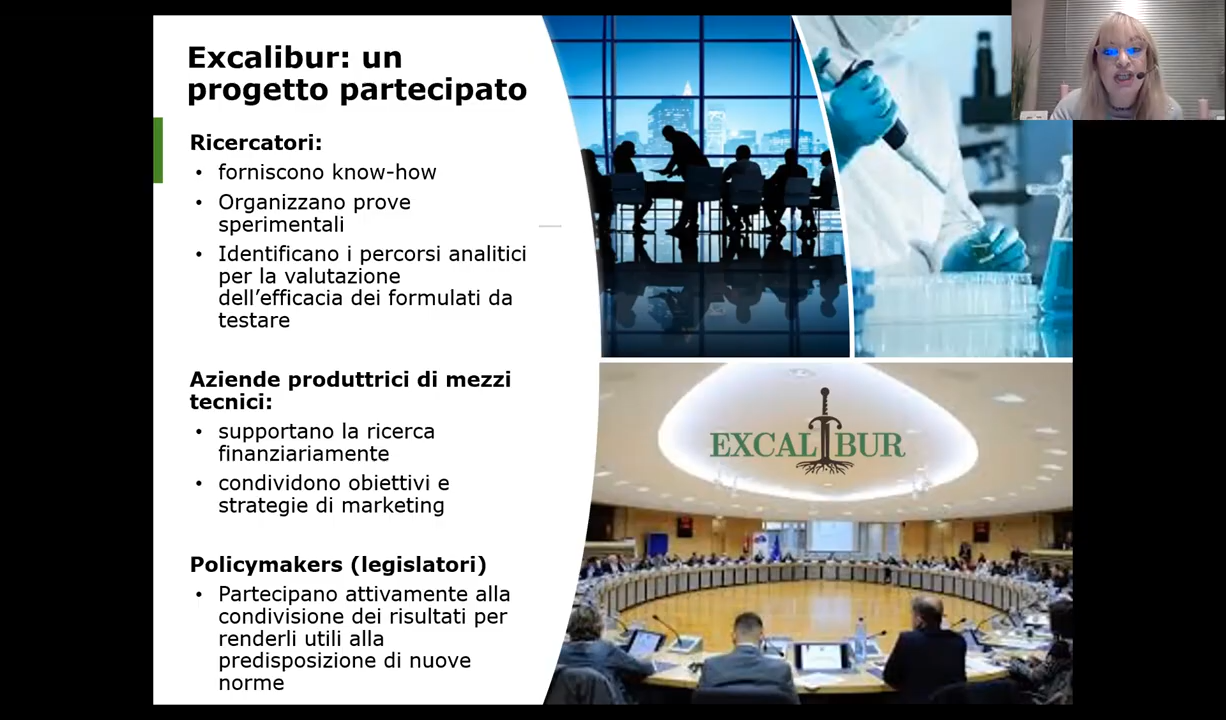 Excalibur: un
progetto partecipato
Ricercatori:
• forniscono know-how
• Organizzano prove
sperimentali
• Identificano i percorsi analitici
per la valutazione
dell’efficacia dei formulati da
testare
Aziende produttrici di mezzi
tecnici:
• supportano la ricerca
finanziariamente
• condividono obiettivi e
strategie di marketing
Policymakers (legislatori)
• Partecipano attivamente alla
condivisione dei risultati per
renderli utili alla
predisposizione di nuove
norme
EXCALIBUR